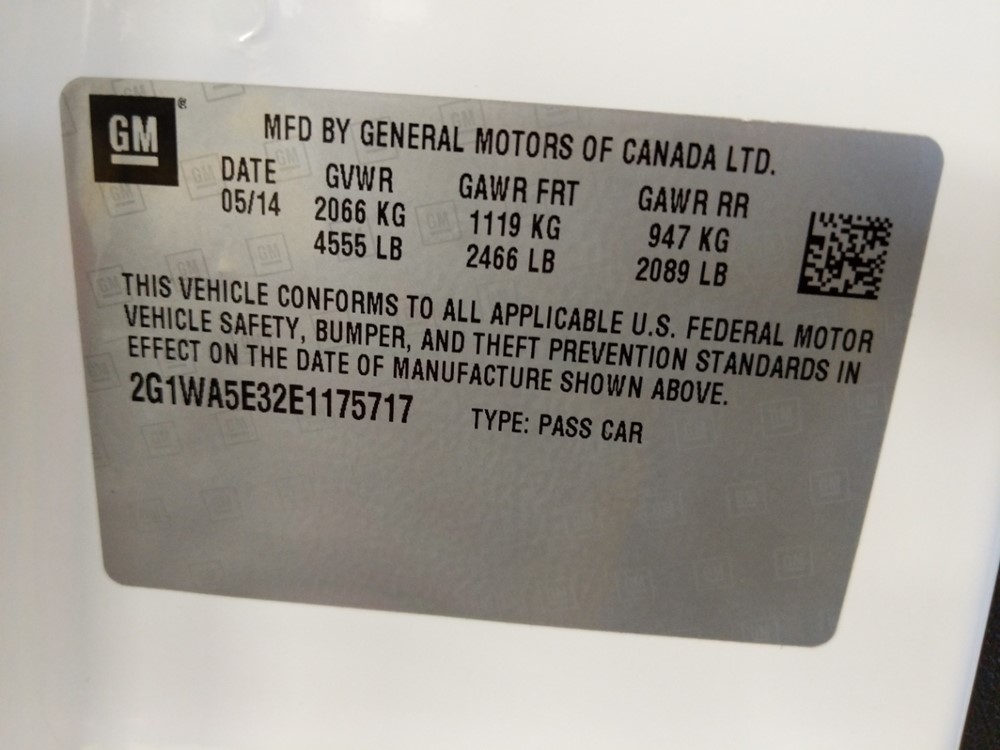 GM®
MFD BY GENERAL MOTORS OF CANADA LTD.
DATE GVWR GAWR FRT GAWR RR
05/14 2066 KG 1119 KG 947 KG
4555 LB 2466 LB 2089 LB
THIS VEHICLE CONFORMS TO ALL APPLICABLE U.S. FEDERAL MOTOR
VEHICLE SAFETY, BUMPER, AND THEFT PREVENTION STANDARDS IN
EFFECT ON THE DATE OF MANUFACTURE SHOWN ABOVE.
2G1WA5E32E1175717 TYPE: PASS CAR